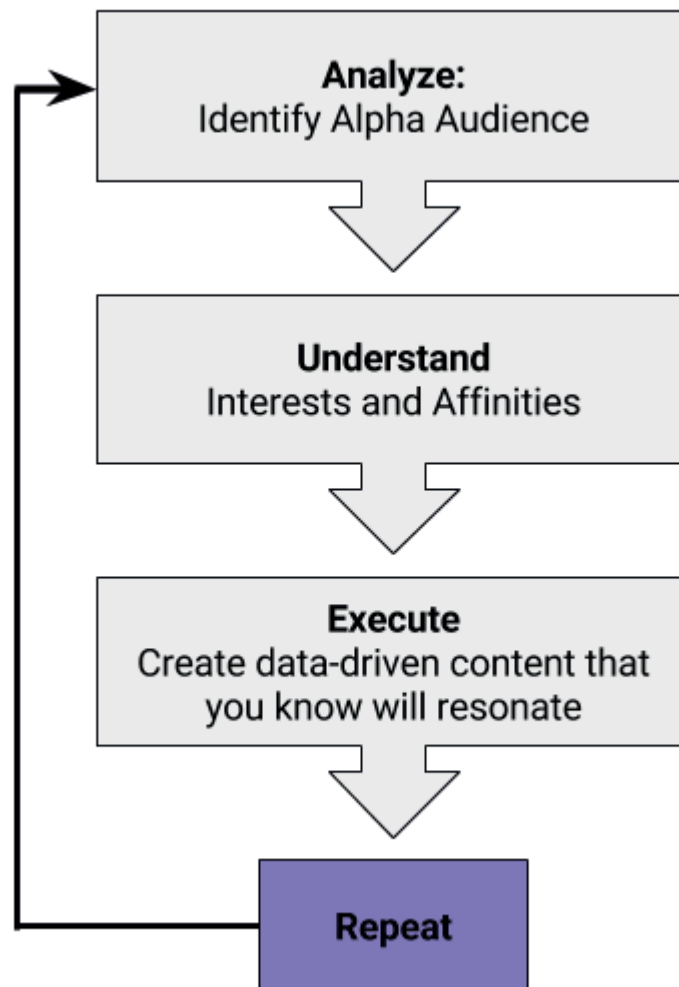 Analyze:
Identify Alpha Audience
Understand
Interests and Affinities
Execute
Create data-driven content that
you know will resonate
Repeat